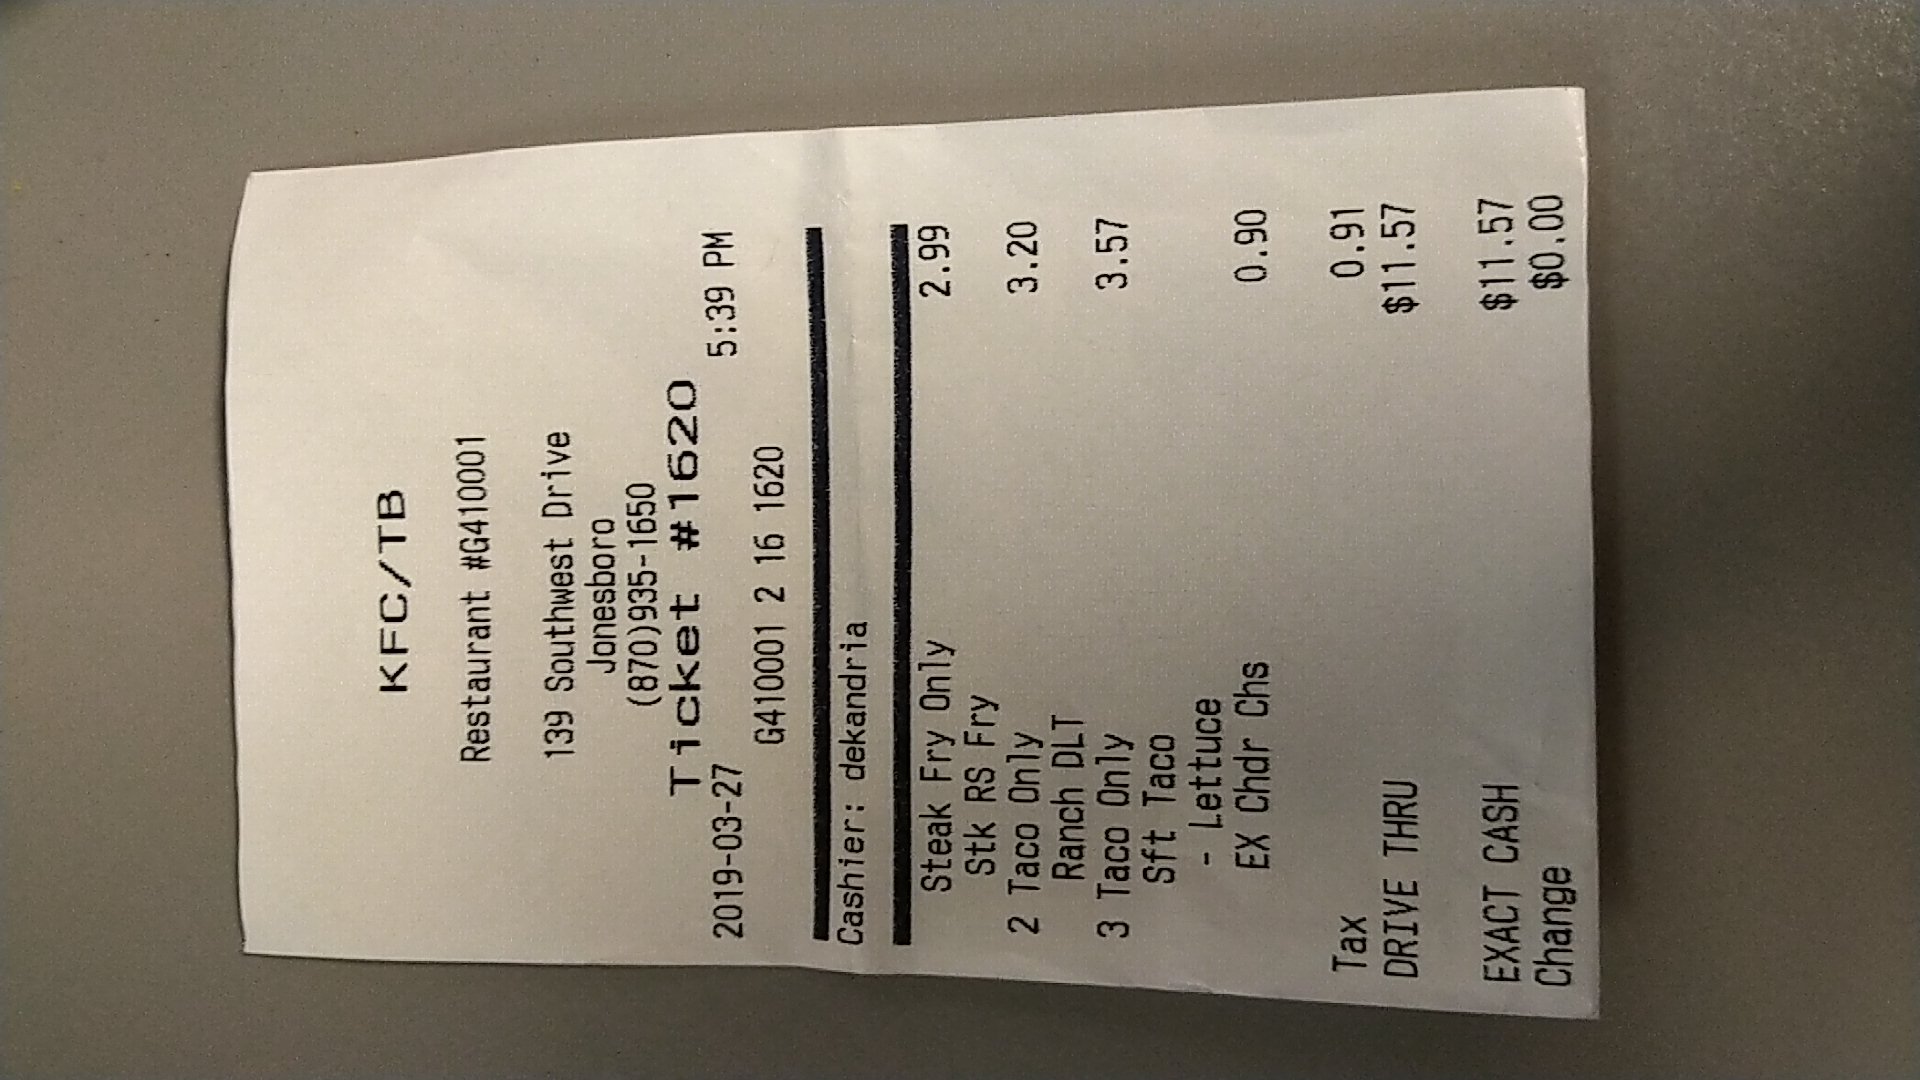 KFC/TB
Restaurant #G410001
139 Southwest Drive
Jonesboro
(870)935-1650
Ticket #1620
2019-03-27 5:39 PM
G410001 2 16 1620
Cashier: dekandria
Steak Fry Only 2.99
Stk RS Fry
2 Taco Only 3.20
Ranch DLT
3 Taco Only 3.57
Sft Taco
- Lettuce
EX Chdr Chs 0.90
Tax 0.91
DRIVE THRU $11.57
EXACT CASH $11.57
Change $0.00